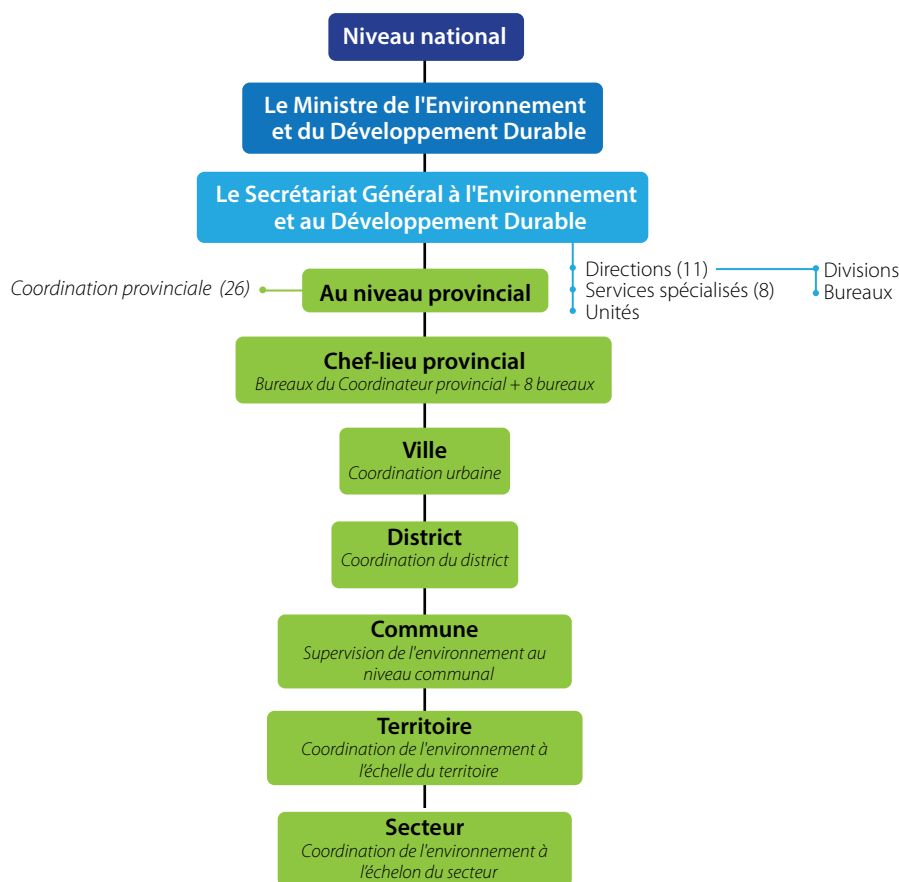 Niveau national
Le Ministre de l'Environnement
et du Développement Durable
Le Secrétariat Général à l'Environnement
et au Développement Durable
Directions (11)
Services spécialisés (8)
Unités
Divisions
Bureaux
Coordination provinciale (26)
Au niveau provincial
Chef-lieu provincial
Bureaux du Coordinateur provincial + 8 bureaux
Ville
Coordination urbaine
District
Coordination du district
Commune
Supervision de l'environnement au
niveau communal
Territoire
Coordination de l'environnement à
l'échelle du territoire
Secteur
Coordination de l'environnement à
l'échelon du secteur